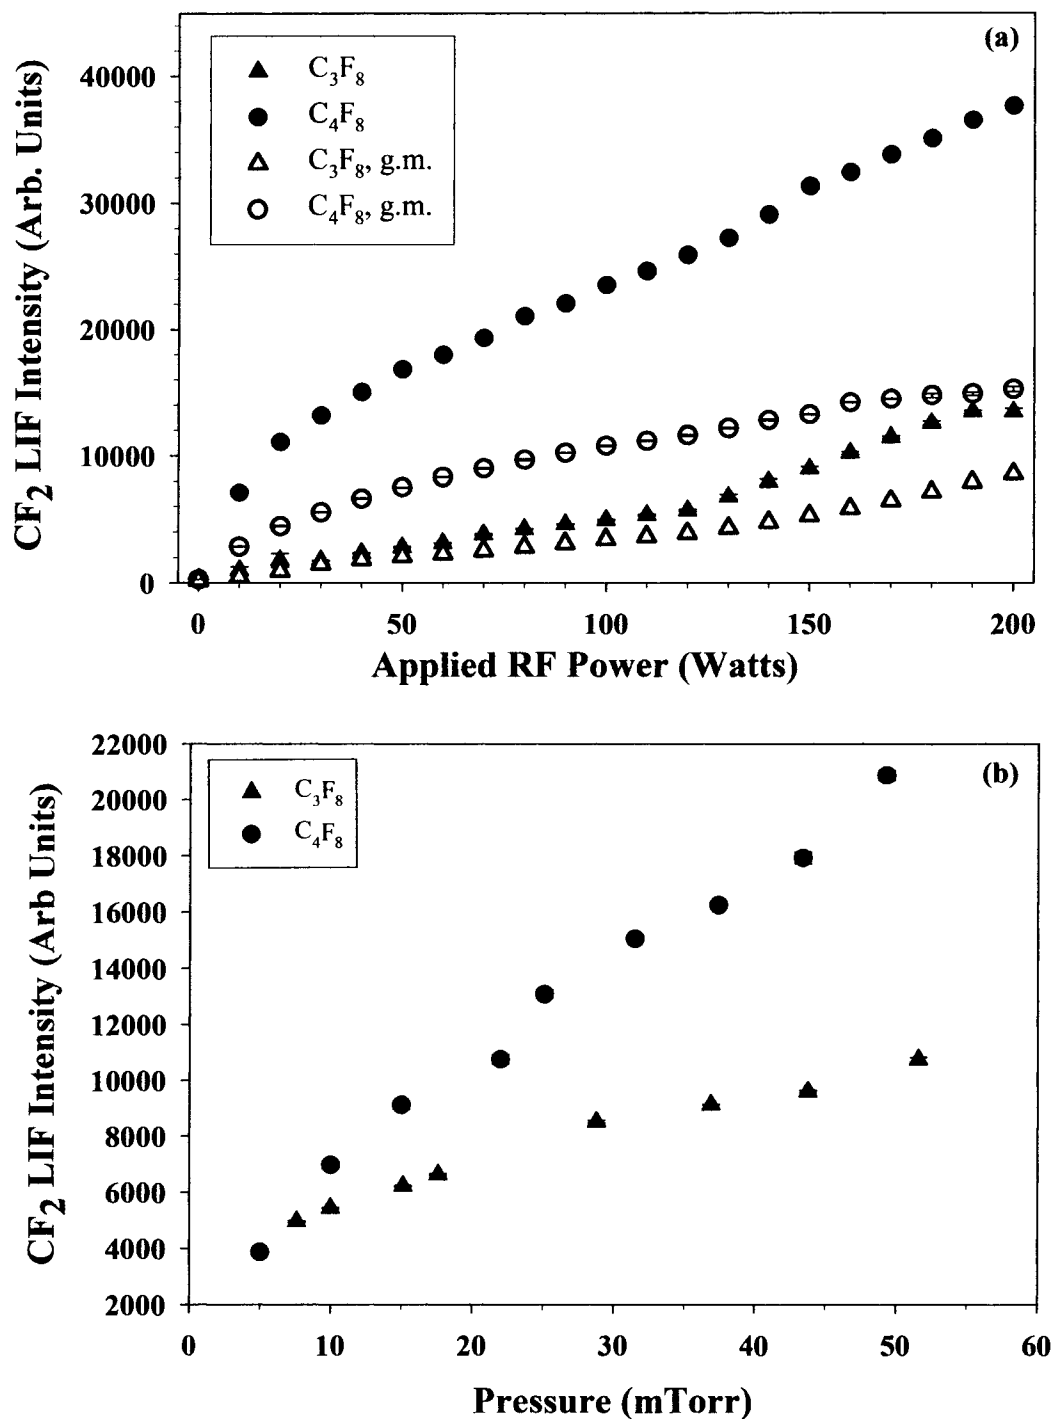 (a)
C3F8
C4F8
C3F8, g.m.
C4F8, g.m.
CF2 LIF Intensity (Arb. Units)
40000
30000
20000
10000
0
0 50 100 150 200
Applied RF Power (Watts)
(b)
C3F8
C4F8
CF2 LIF Intensity (Arb Units)
22000
20000
18000
16000
14000
12000
10000
8000
6000
4000
2000
0 10 20 30 40 50 60
Pressure (mTorr)